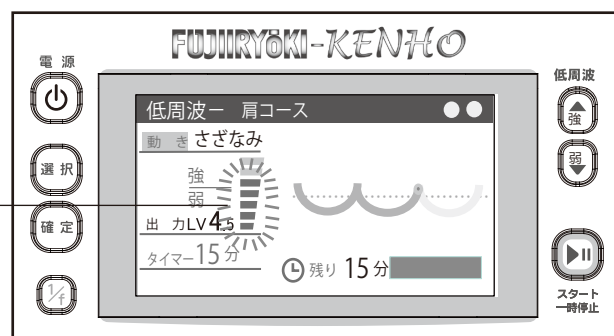 FUJIIRYOKI-KENHO
電 源
低周波
低周波－ 肩コース
動 き さざなみ
強
弱
出 力LV4.5
タイマー15分
残り 15分
選 択
確 定
1/f
強
弱
スタート
一時停止